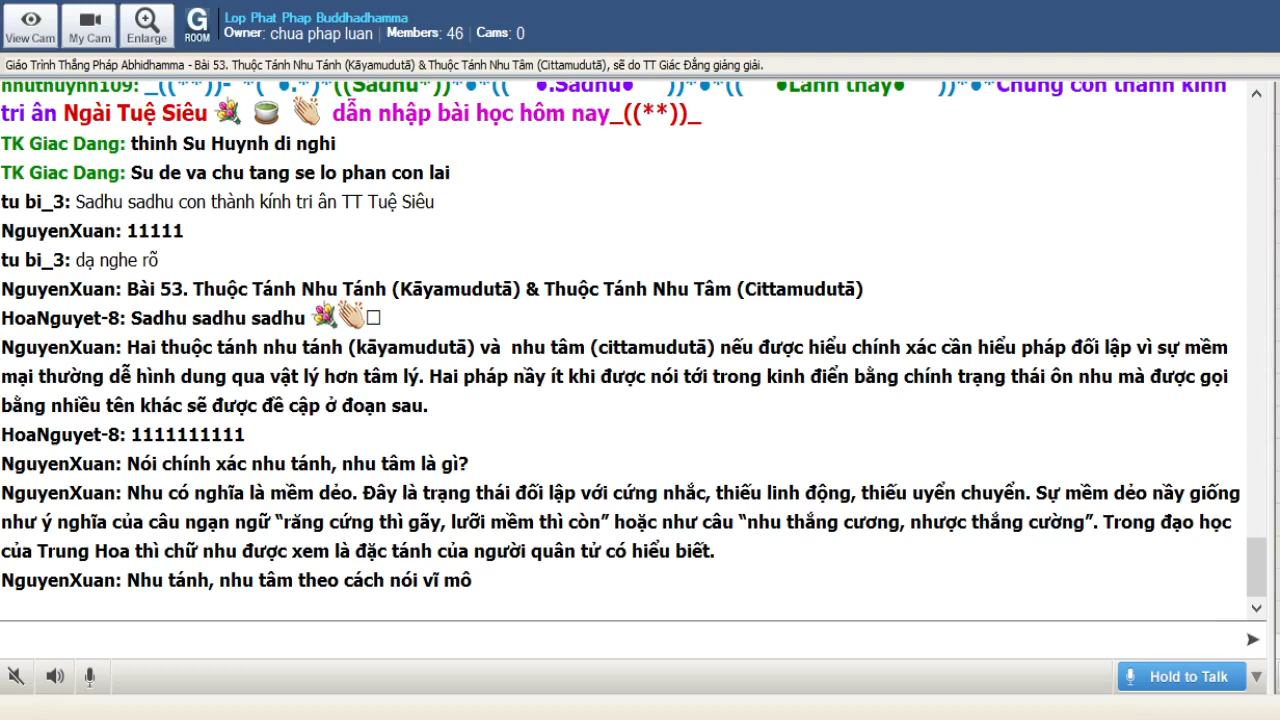 View Cam
My Cam
Enlarge
G
ROOM
Lop Phat Phap Buddhadhamma
Owner: chua phap luan | Members: 46 | Cams: 0
Giáo Trình Thắng Pháp Abhidhamma - Bài 53. Thuộc Tánh Nhu Tánh (Kāyamudutā) & Thuộc Tánh Nhu Tâm (Cittamudutā), sẽ do TT Giác Đẳng giảng giải.
nhuthuynh109: _((**))- *(´●.*)*((Sadhu*))*●*((¨¨●.Sadhu●¨¨))*●*((¨¨●Lành thay●¨¨))*●*Chúng con thành kính
tri ân Ngài Tuệ Siêu dẫn nhập bài học hôm nay_((**))_
TK Giac Dang: thinh Su Huynh di nghi
TK Giac Dang: Su de va chu tang se lo phan con lai
tu bi_3: Sadhu sadhu con thành kính tri ân TT Tuệ Siêu
NguyenXuan: 11111
tu bi_3: dạ nghe rõ
NguyenXuan: Bài 53. Thuộc Tánh Nhu Tánh (Kāyamudutā) & Thuộc Tánh Nhu Tâm (Cittamudutā)
HoaNguyet-8: Sadhu sadhu sadhu
NguyenXuan: Hai thuộc tánh nhu tánh (kāyamudutā) và  nhu tâm (cittamudutā) nếu được hiểu chính xác cần hiểu pháp đối lập vì sự mềm
mại thường dễ hình dung qua vật lý hơn tâm lý. Hai pháp nầy ít khi được nói tới trong kinh điển bằng chính trạng thái ôn nhu mà được gọi
bằng nhiều tên khác sẽ được đề cập ở đoạn sau.
HoaNguyet-8: 1111111111
NguyenXuan: Nói chính xác nhu tánh, nhu tâm là gì?
NguyenXuan: Nhu có nghĩa là mềm dẻo. Đây là trạng thái đối lập với cứng nhắc, thiếu linh động, thiếu uyển chuyển. Sự mềm dẻo nầy giống
như ý nghĩa của câu ngạn ngữ “răng cứng thì gãy, lưỡi mềm thì còn” hoặc như câu “nhu thắng cương, nhược thắng cường”. Trong đạo học
của Trung Hoa thì chữ nhu được xem là đặc tánh của người quân tử có hiểu biết.
NguyenXuan: Nhu tánh, nhu tâm theo cách nói vĩ mô
Hold to Talk